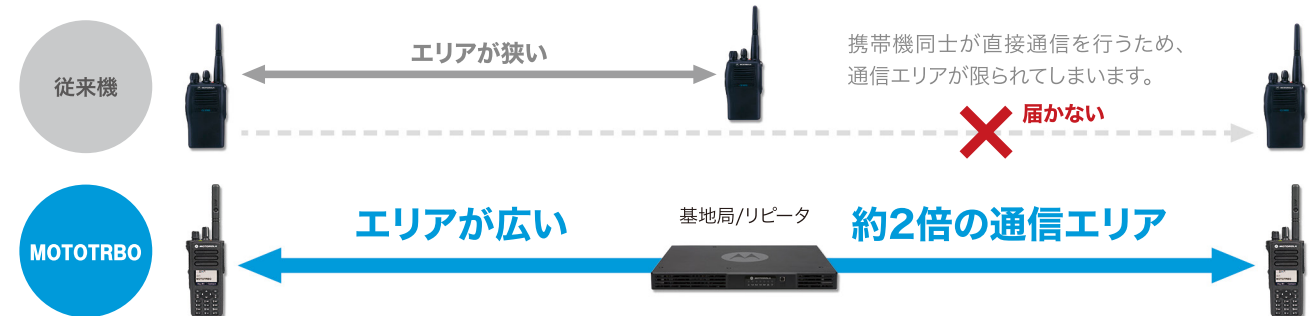 従来機
エリアが狭い
携帯機同士が直接通信を行うため、
通信エリアが限られてしまいます。
届かない
MOTOTRBO
エリアが広い
基地局/リピータ
約2倍の通信エリア